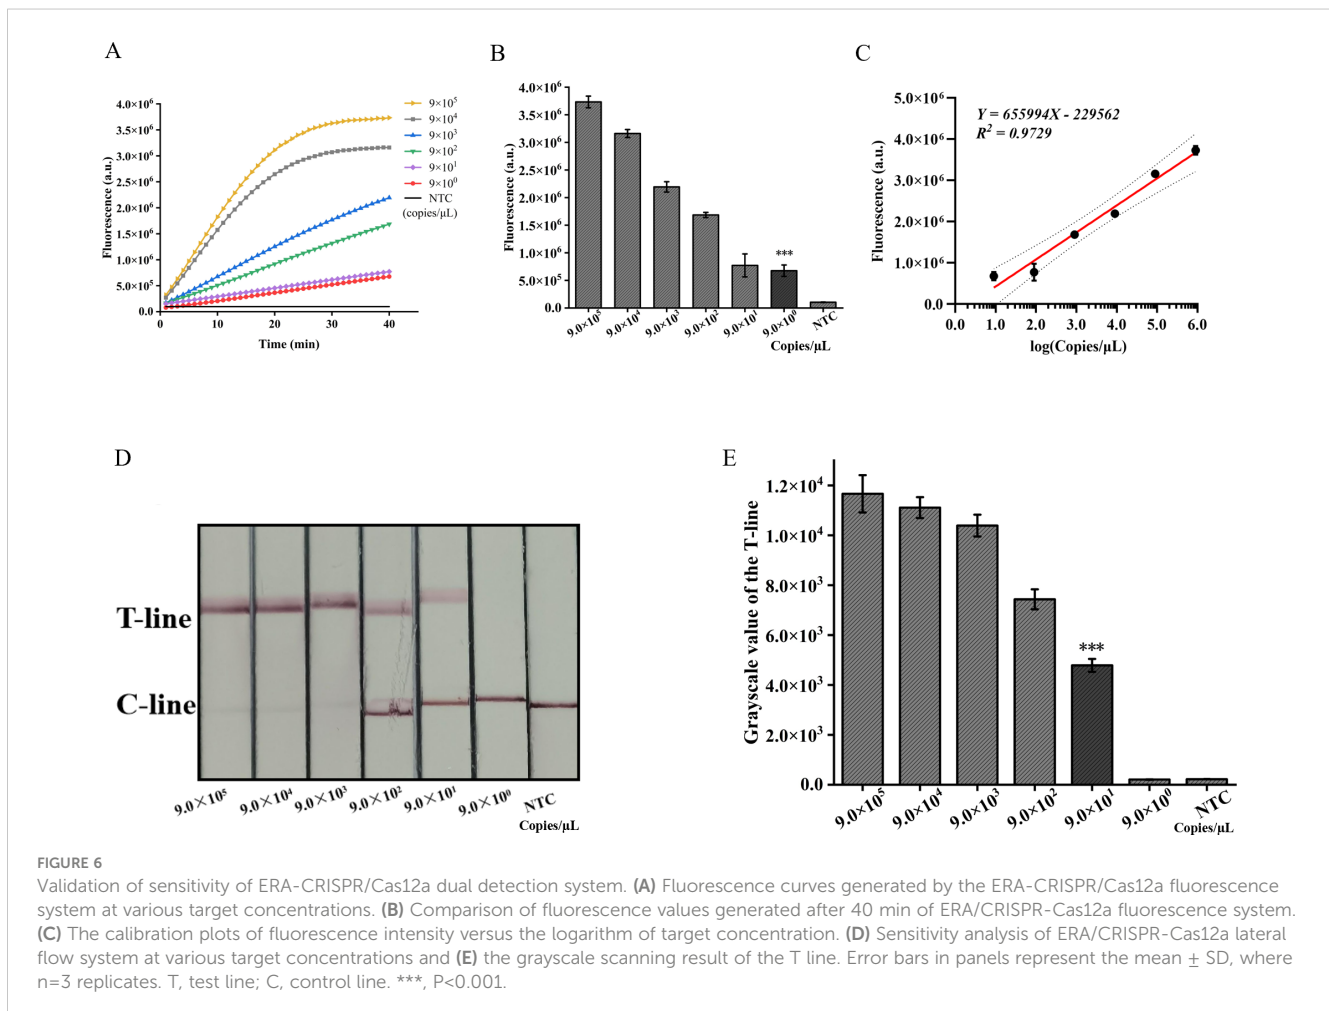 A
4.0×10⁶
3.5×10⁶
3.0×10⁶
2.5×10⁶
2.0×10⁶
1.5×10⁶
1.0×10⁶
5.0×10⁵
0.0
Fluorescence (a.u.)
0 10 20 30 40 50
Time (min)
9×10⁵
9×10⁴
9×10³
9×10²
9×10¹
9×10⁰
NTC
(copies/μL)
B
4.0×10⁶
3.5×10⁶
3.0×10⁶
2.5×10⁶
2.0×10⁶
1.5×10⁶
1.0×10⁶
5.0×10⁵
0.0
Fluorescence (a.u.)
***
9.0×10⁵ 9.0×10⁴ 9.0×10³ 9.0×10² 9.0×10¹ 9.0×10⁰ NTC
Copies/μL
C
5.0×10⁶
4.0×10⁶
3.0×10⁶
2.0×10⁶
1.0×10⁶
0.0
Fluorescence (a.u.)
Y = 655994X - 229562
R² = 0.9729
0.0 1.0 2.0 3.0 4.0 5.0 6.0
log(Copies/μL)
D
T-line
C-line
9.0×10⁵ 9.0×10⁴ 9.0×10³ 9.0×10² 9.0×10¹ 9.0×10⁰ NTC
Copies/μL
E
1.2×10⁴
1.0×10⁴
8.0×10³
6.0×10³
4.0×10³
2.0×10³
0.0
Grayscale value of the T-line
***
9.0×10⁵ 9.0×10⁴ 9.0×10³ 9.0×10² 9.0×10¹ 9.0×10⁰ NTC
Copies/μL
FIGURE 6
Validation of sensitivity of ERA-CRISPR/Cas12a dual detection system. (A) Fluorescence curves generated by the ERA-CRISPR/Cas12a fluorescence
system at various target concentrations. (B) Comparison of fluorescence values generated after 40 min of ERA/CRISPR-Cas12a fluorescence system.
(C) The calibration plots of fluorescence intensity versus the logarithm of target concentration. (D) Sensitivity analysis of ERA/CRISPR-Cas12a lateral
flow system at various target concentrations and (E) the grayscale scanning result of the T line. Error bars in panels represent the mean ± SD, where
n=3 replicates. T, test line; C, control line. ***, P<0.001.